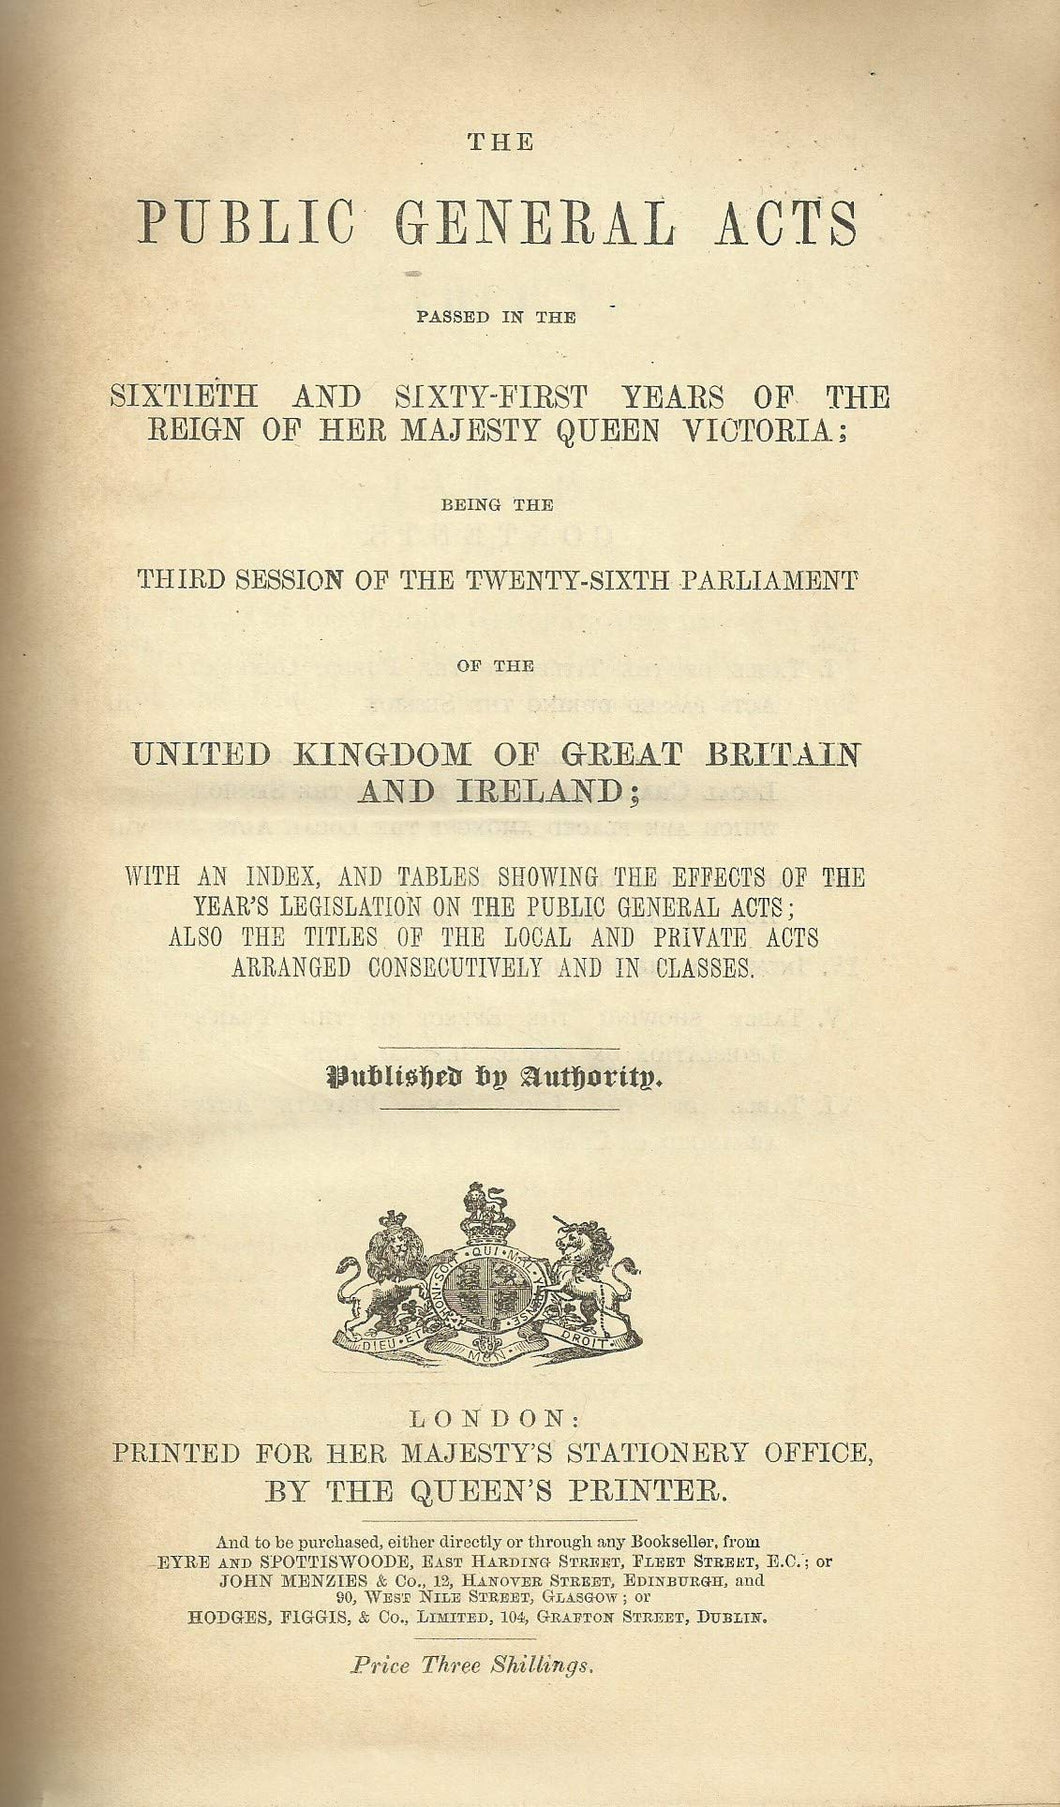 THE
PUBLIC GENERAL ACTS
PASSED IN THE
SIXTIETH AND SIXTY-FIRST YEARS OF THE
REIGN OF HER MAJESTY QUEEN VICTORIA;
BEING THE
THIRD SESSION OF THE TWENTY-SIXTH PARLIAMENT
OF THE
UNITED KINGDOM OF GREAT BRITAIN
AND IRELAND;
WITH AN INDEX, AND TABLES SHOWING THE EFFECTS OF THE
YEAR'S LEGISLATION ON THE PUBLIC GENERAL ACTS;
ALSO THE TITLES OF THE LOCAL AND PRIVATE ACTS
ARRANGED CONSECUTIVELY AND IN CLASSES.
Published by Authority.
HONI·SOI·QUI·MAL·Y·PENSE
DIEU·ET·MON·DROIT·
LONDON:
PRINTED FOR HER MAJESTY'S STATIONERY OFFICE,
BY THE QUEEN'S PRINTER.
And to be purchased, either directly or through any Bookseller, from
EYRE AND SPOTTISWOODE, EAST HARDING STREET, FLEET STREET, E.C.; or
JOHN MENZIES & Co., 12, HANOVER STREET, EDINBURGH, and
90, WEST NILE STREET, GLASGOW; or
HODGES, FIGGIS, & Co., LIMITED, 104, GRAFTON STREET, DUBLIN.
Price Three Shillings.